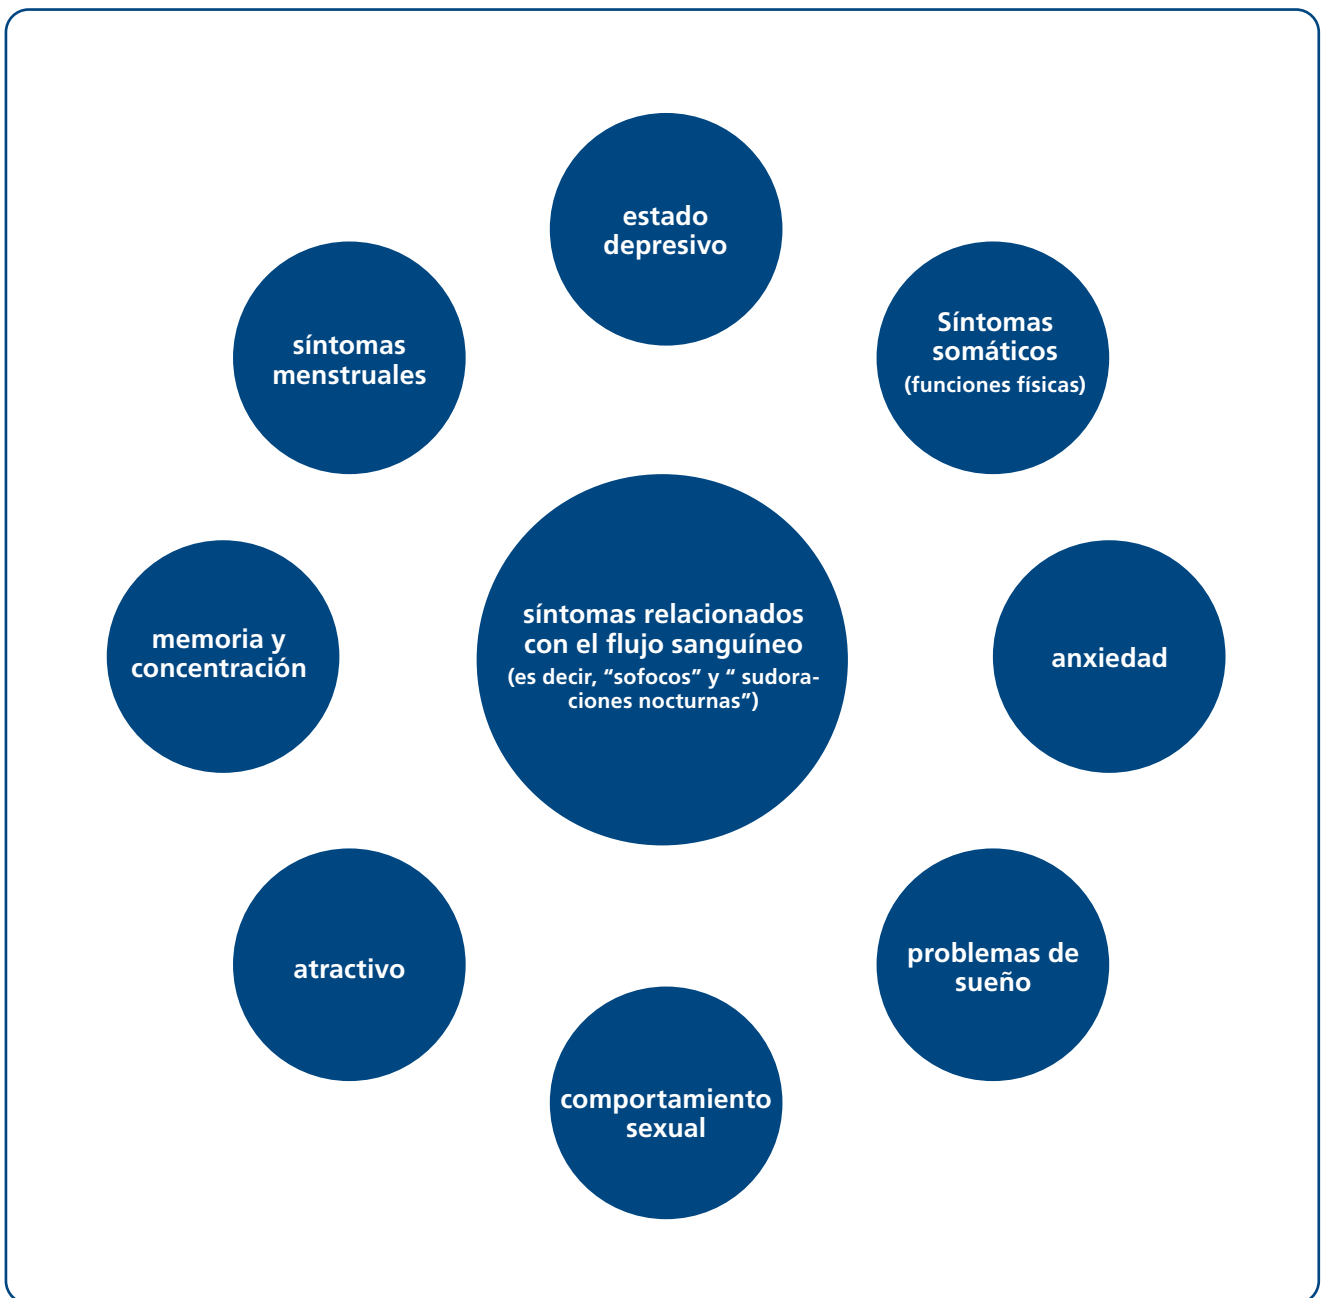 estado
depresivo
Síntomas
somáticos
(funciones físicas)
síntomas
menstruales
síntomas relacionados
con el flujo sanguíneo
(es decir, “sofocos” y “ sudora-
ciones nocturnas”)
memoria y
concentración
anxiedad
atractivo
problemas de
sueño
comportamiento
sexual